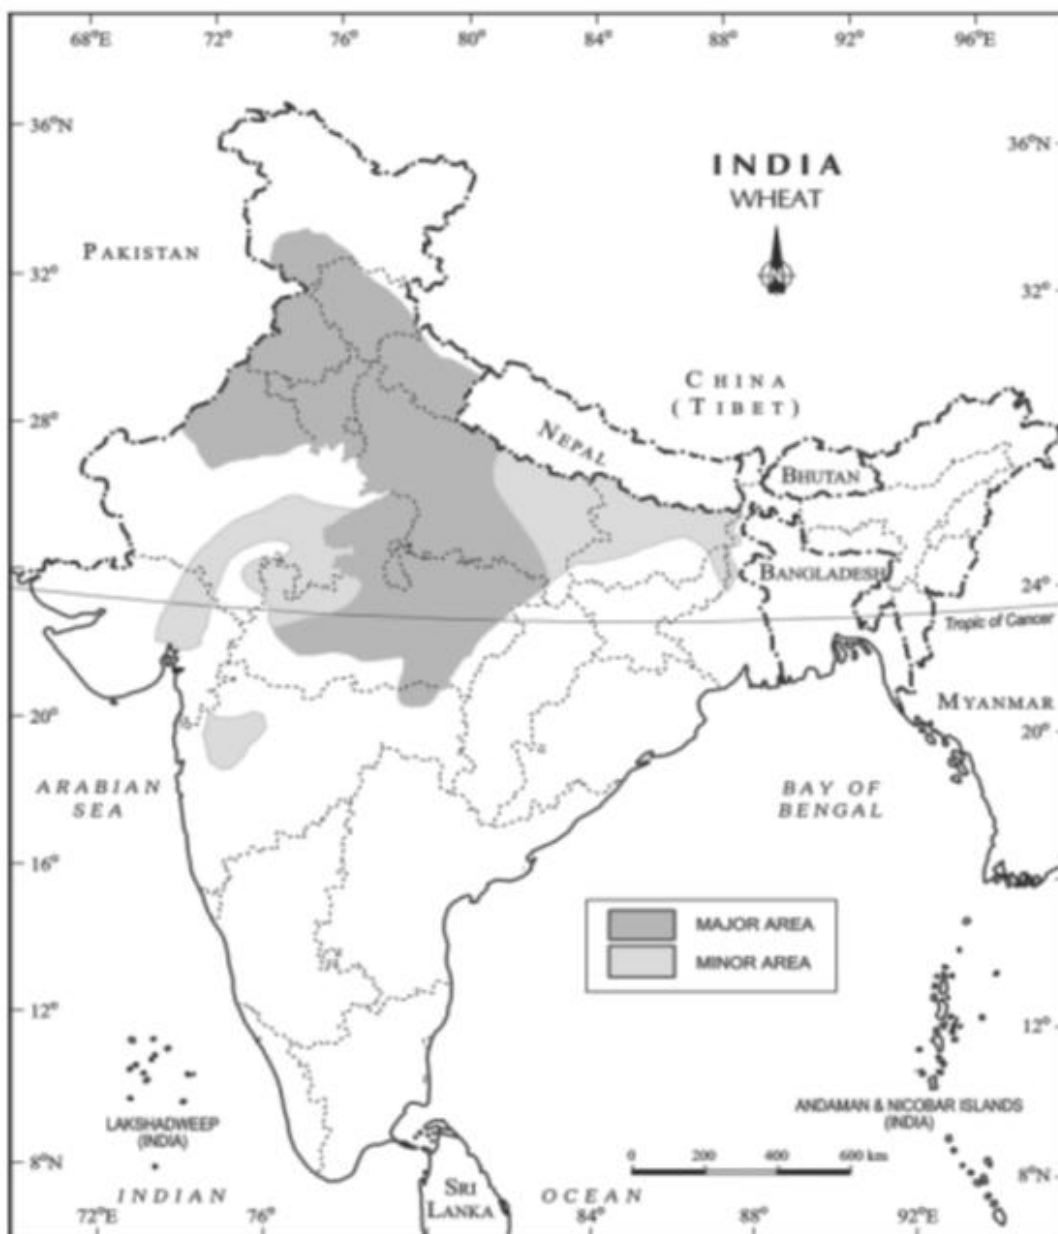 68°E 72° 76° 80° 84° 88° 92° 96°E
36°N
36°N
INDIA
WHEAT
N
PAKISTAN
32°
32°
CHINA
(TIBET)
28°
NEPAL
BHUTAN
BANGLADESH
24°
Tropic of Cancer
MYANMAR
20°
20°
ARABIAN
SEA
BAY OF
BENGAL
16°
MAJOR AREA
MINOR AREA
12°
12°
LAKSHADWEEP
(INDIA)
ANDAMAN & NICOBAR ISLANDS
(INDIA)
0 200 400 600 km
8°N
8°N
SRI
LANKA
INDIAN OCEAN
72°E 76° 84° 88° 92°E